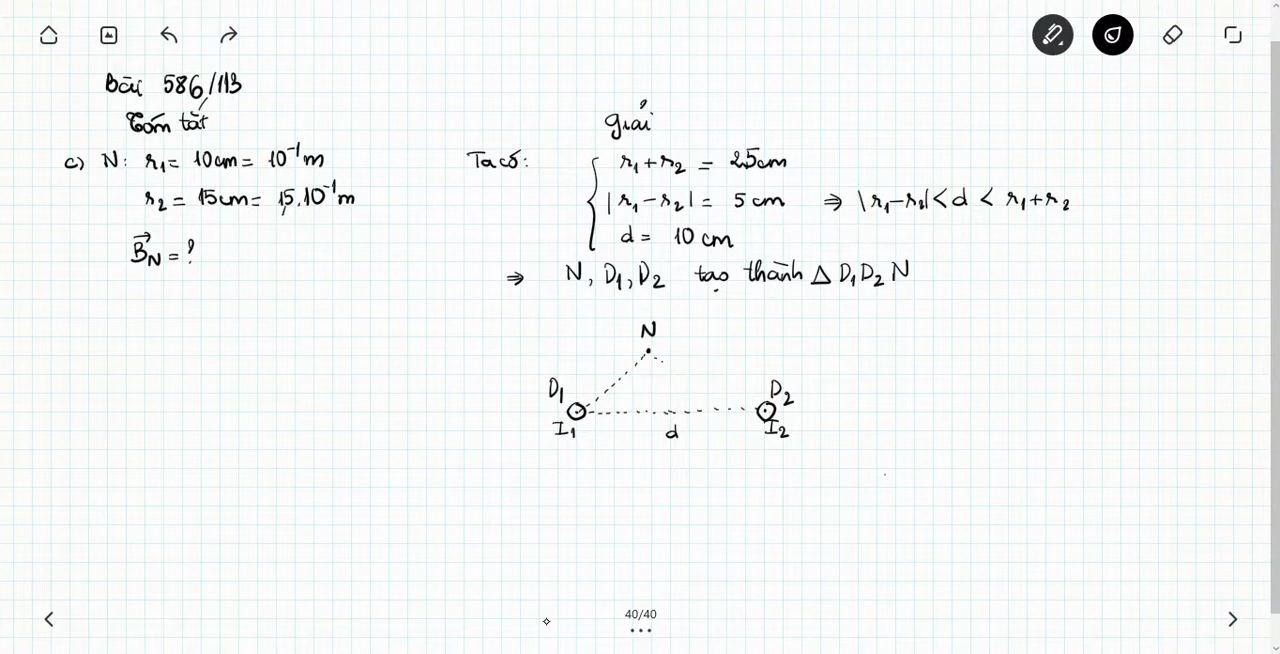 Bài 586/113
Tóm tắt
c) N: r₁ = 10cm = 10⁻¹m
r₂ = 15cm = 15.10⁻¹m
B⃗_N = ?
Giải
Ta có: { r₁ + r₂ = 25cm
|r₁ - r₂| = 5 cm ⇒ |r₁ - r₂| < d < r₁ + r₂
d = 10 cm
⇒ N, D₁, D₂ tạo thành Δ D₁D₂N
N
D₁ D₂
I₁ d I₂
40/40